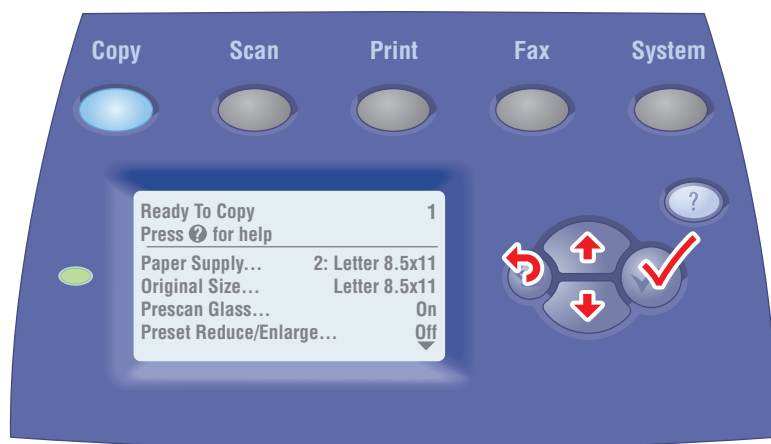 Copy Scan Print Fax System
?
Ready To Copy 1
Press ? for help
Paper Supply... 2: Letter 8.5x11
Original Size... Letter 8.5x11
Prescan Glass... On
Preset Reduce/Enlarge... Off